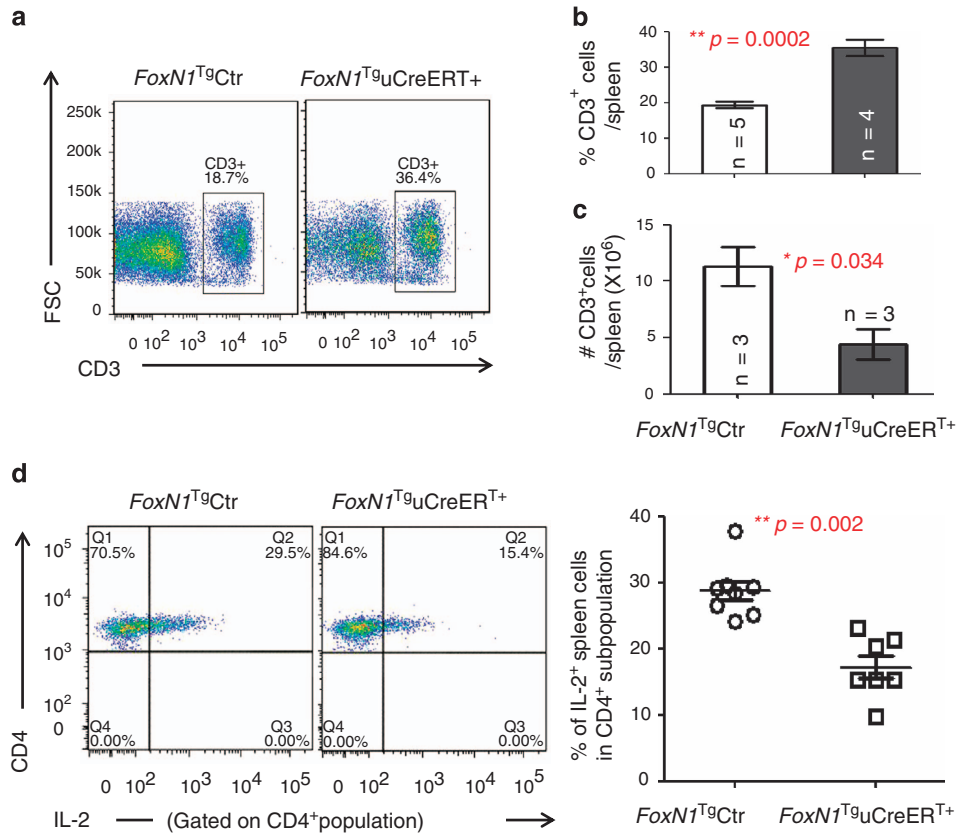 a
FoxN1TgCtr
FoxN1TguCreERT+
250k
200k
150k
100k
50k
0
FSC
CD3+
18.7%
CD3+
36.4%
0 10² 10³ 10⁴ 10⁵
0 10² 10³ 10⁴ 10⁵
CD3
b
% CD3⁺ cells
/spleen
40
30
20
10
0
** p = 0.0002
n = 5
n = 4
c
# CD3⁺cells
/spleen (X10⁶)
15
10
5
0
* p = 0.034
n = 3
n = 3
FoxN1TgCtr
FoxN1TguCreERT+
d
FoxN1TgCtr
FoxN1TguCreERT+
CD4
10⁵
10⁴
10³
10²
0
Q1
70.5%
Q2
29.5%
Q4
0.00%
Q3
0.00%
Q1
84.6%
Q2
15.4%
Q4
0.00%
Q3
0.00%
0 10² 10³ 10⁴ 10⁵
0 10² 10³ 10⁴ 10⁵
IL-2
(Gated on CD4⁺population)
% of IL-2⁺ spleen cells
in CD4⁺ subpopulation
40
30
20
10
0
** p = 0.002
FoxN1TgCtr
FoxN1TguCreERT+